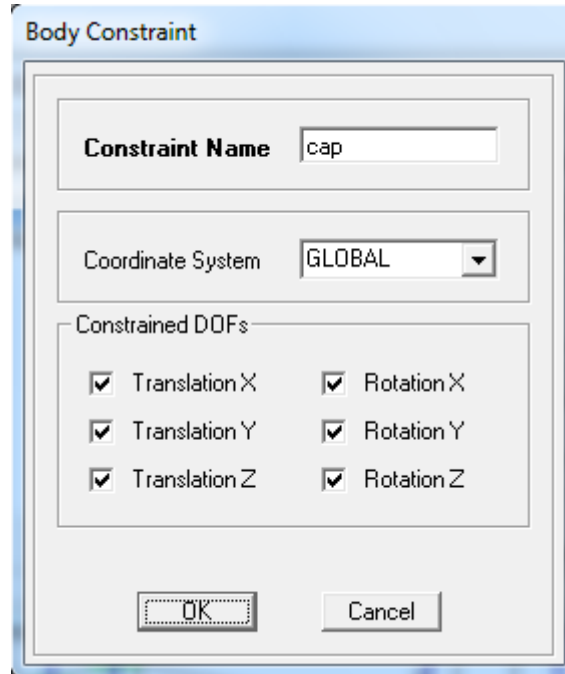 Body Constraint
Constraint Name cap
Coordinate System GLOBAL
Constrained DOFs
Translation X Rotation X
Translation Y Rotation Y
Translation Z Rotation Z
OK Cancel